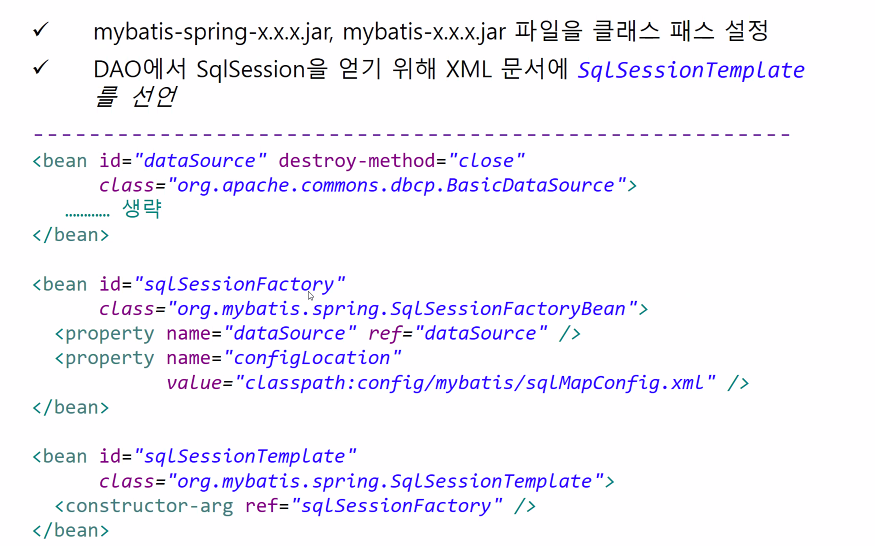 ✓ mybatis-spring-x.x.x.jar, mybatis-x.x.x.jar 파일을 클래스 패스 설정
✓ DAO에서 SqlSession을 얻기 위해 XML 문서에 SqlSessionTemplate
를 선언
------------------------------------------------------
<bean id="dataSource" destroy-method="close"
class="org.apache.commons.dbcp.BasicDataSource">
………… 생략
</bean>
<bean id="sqlSessionFactory"
class="org.mybatis.spring.SqlSessionFactoryBean">
<property name="dataSource" ref="dataSource" />
<property name="configLocation"
value="classpath:config/mybatis/sqlMapConfig.xml" />
</bean>
<bean id="sqlSessionTemplate"
class="org.mybatis.spring.SqlSessionTemplate">
<constructor-arg ref="sqlSessionFactory" />
</bean>